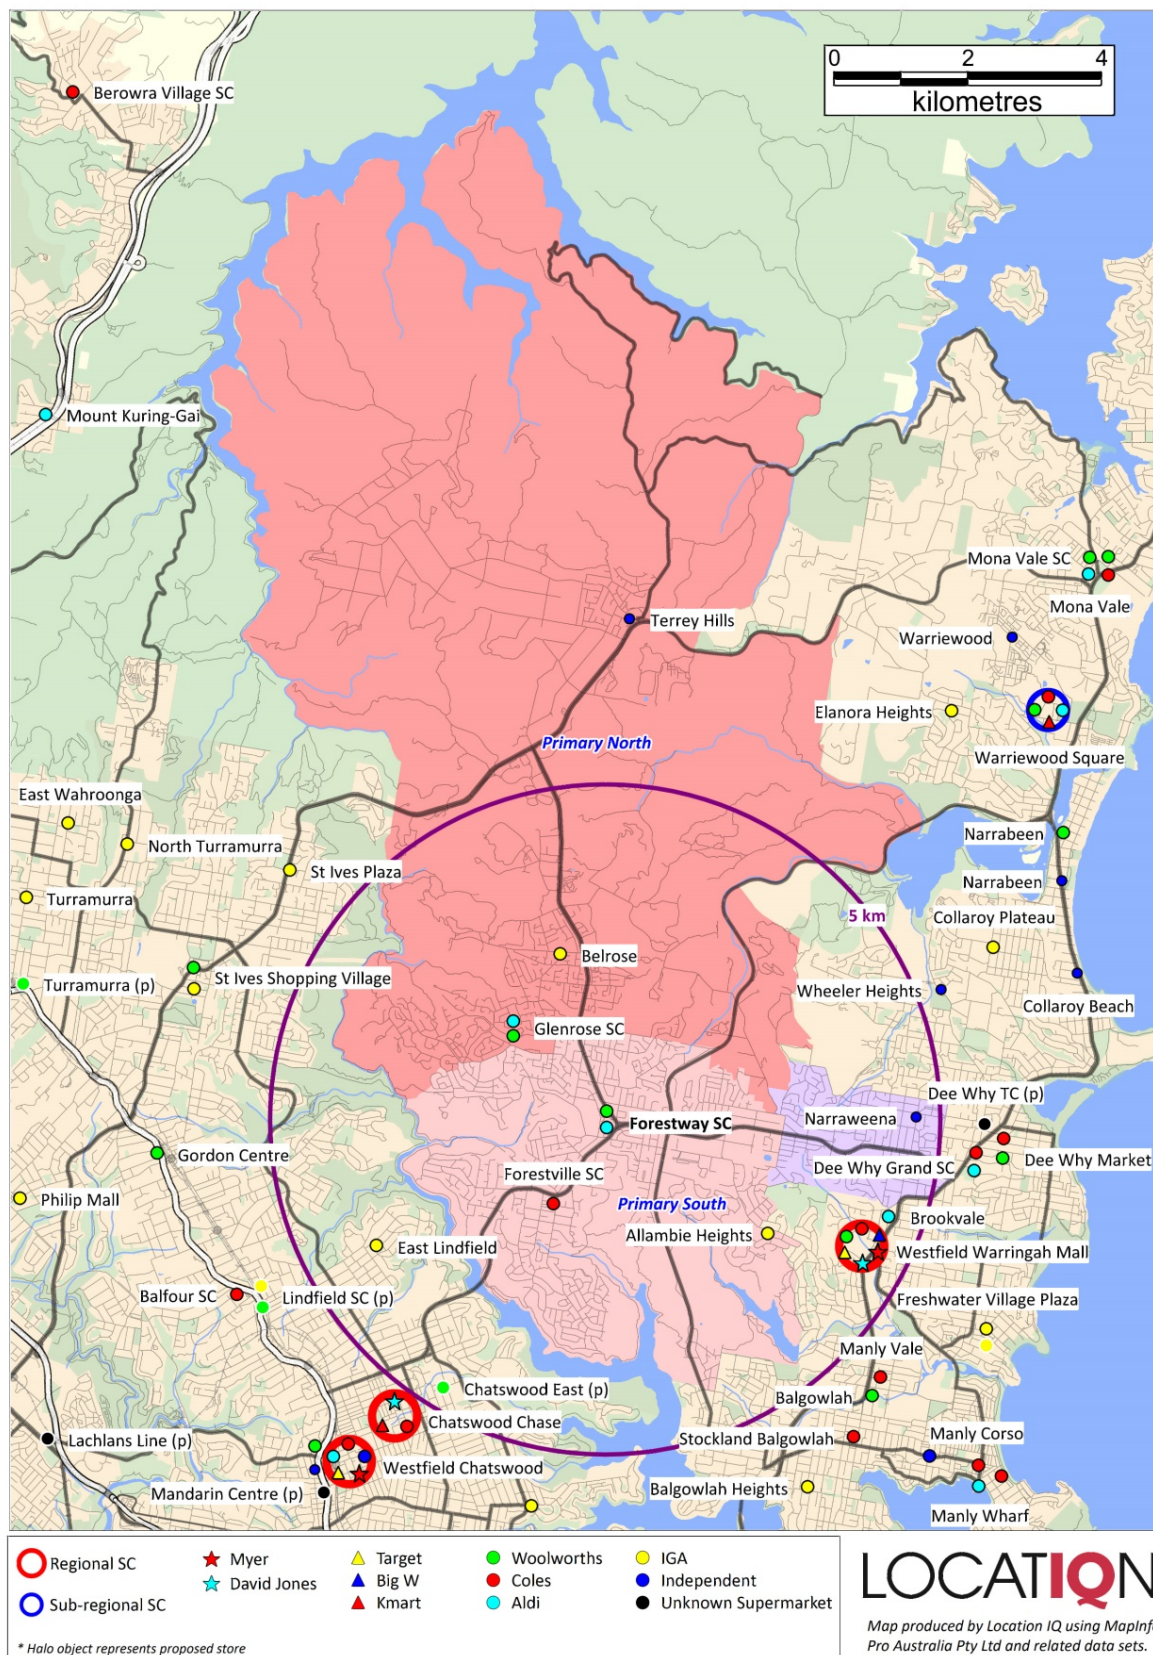 0 2 4
kilometres
Berowra Village SC
Mount Kuring-Gai
Mona Vale SC
Mona Vale
Terrey Hills
Warriewood
Elanora Heights
Primary North
Warriewood Square
East Wahroonga
Narrabeen
North Turramurra
St Ives Plaza
Narrabeen
Turramurra
5 km
Collaroy Plateau
Belrose
St Ives Shopping Village
Turramurra (p)
Wheeler Heights
Collaroy Beach
Glenrose SC
Dee Why TC (p)
Forestway SC
Narraweena
Gordon Centre
Forestville SC
Dee Why Grand SC
Dee Why Market
Philip Mall
Primary South
Brookvale
Allambie Heights
East Lindfield
Westfield Warringah Mall
Balfour SC
Lindfield SC (p)
Freshwater Village Plaza
Manly Vale
Chatswood East (p)
Balgowlah
Chatswood Chase
Lachlans Line (p)
Stockland Balgowlah
Manly Corso
Westfield Chatswood
Mandarin Centre (p)
Balgowlah Heights
Manly Wharf
Regional SC
Sub-regional SC
Myer
David Jones
Target
Big W
Kmart
Woolworths
Coles
Aldi
IGA
Independent
Unknown Supermarket
* Halo object represents proposed store
LOCATIQN
Map produced by Location IQ using MapInf
Pro Australia Pty Ltd and related data sets.